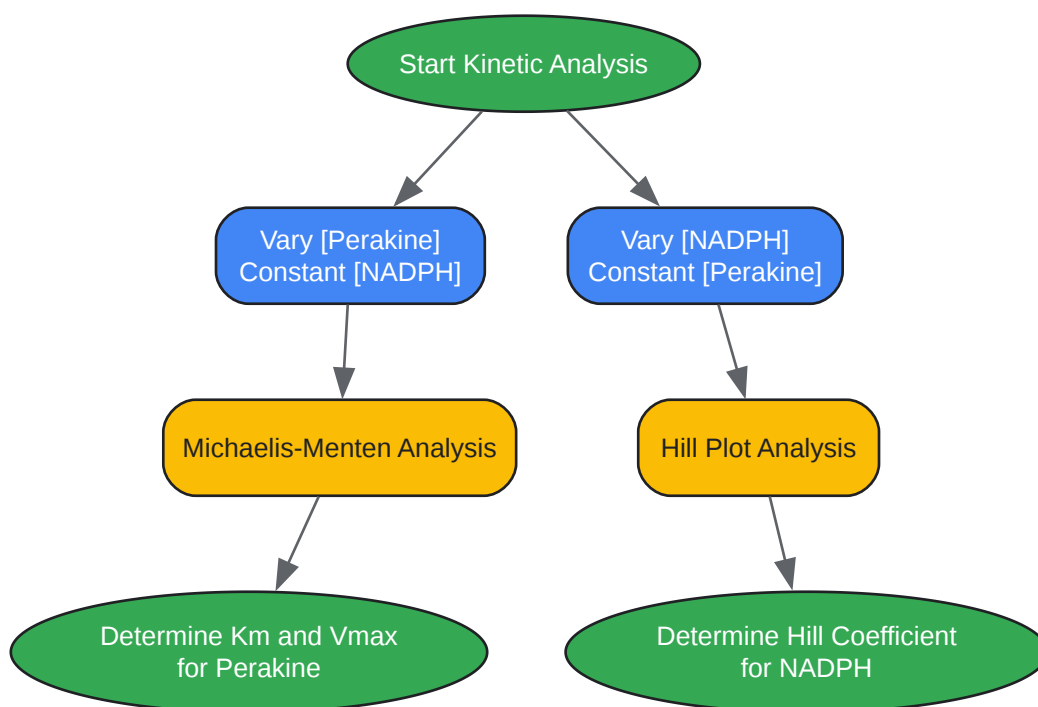 Start Kinetic Analysis
Vary [Perakine]
Constant [NADPH]
Vary [NADPH]
Constant [Perakine]
Michaelis-Menten Analysis
Hill Plot Analysis
Determine Km and Vmax
for Perakine
Determine Hill Coefficient
for NADPH